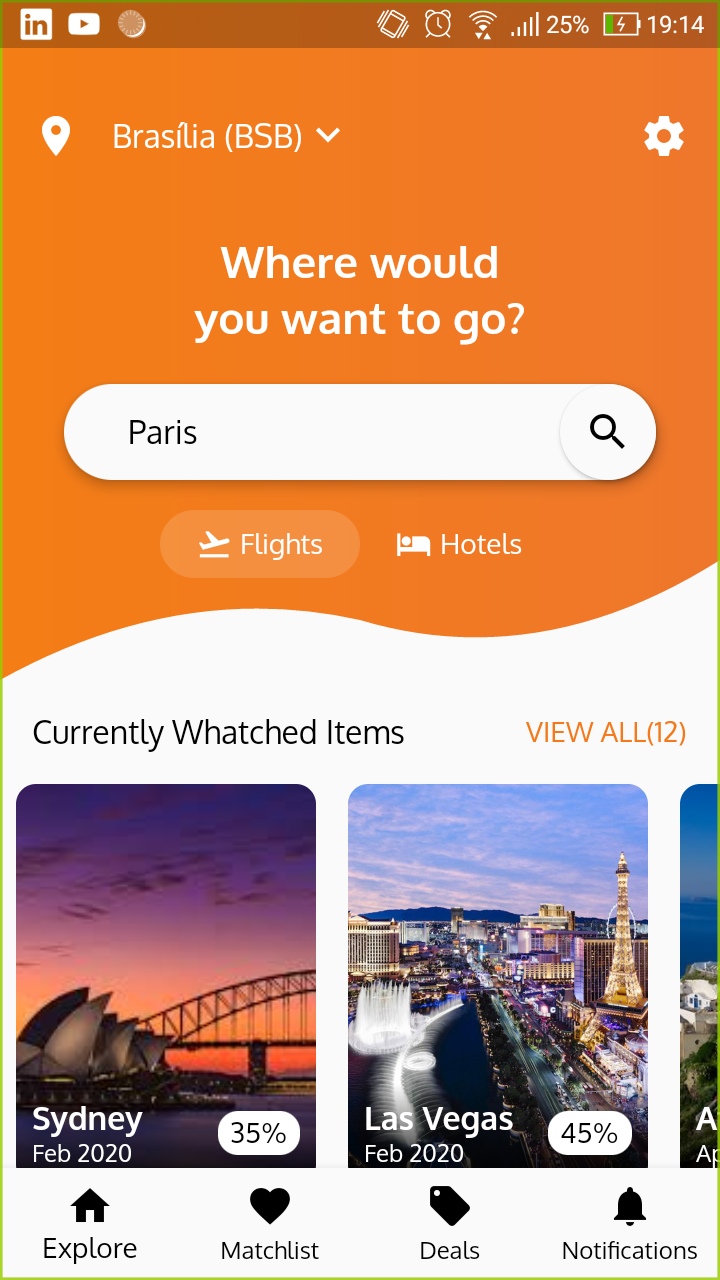 in
25%
19:14
Brasília (BSB)
Where would
you want to go?
Paris
Flights
Hotels
Currently Whatched Items
VIEW ALL(12)
Sydney
Feb 2020
35%
Las Vegas
Feb 2020
45%
A
Ap
Explore
Matchlist
Deals
Notifications